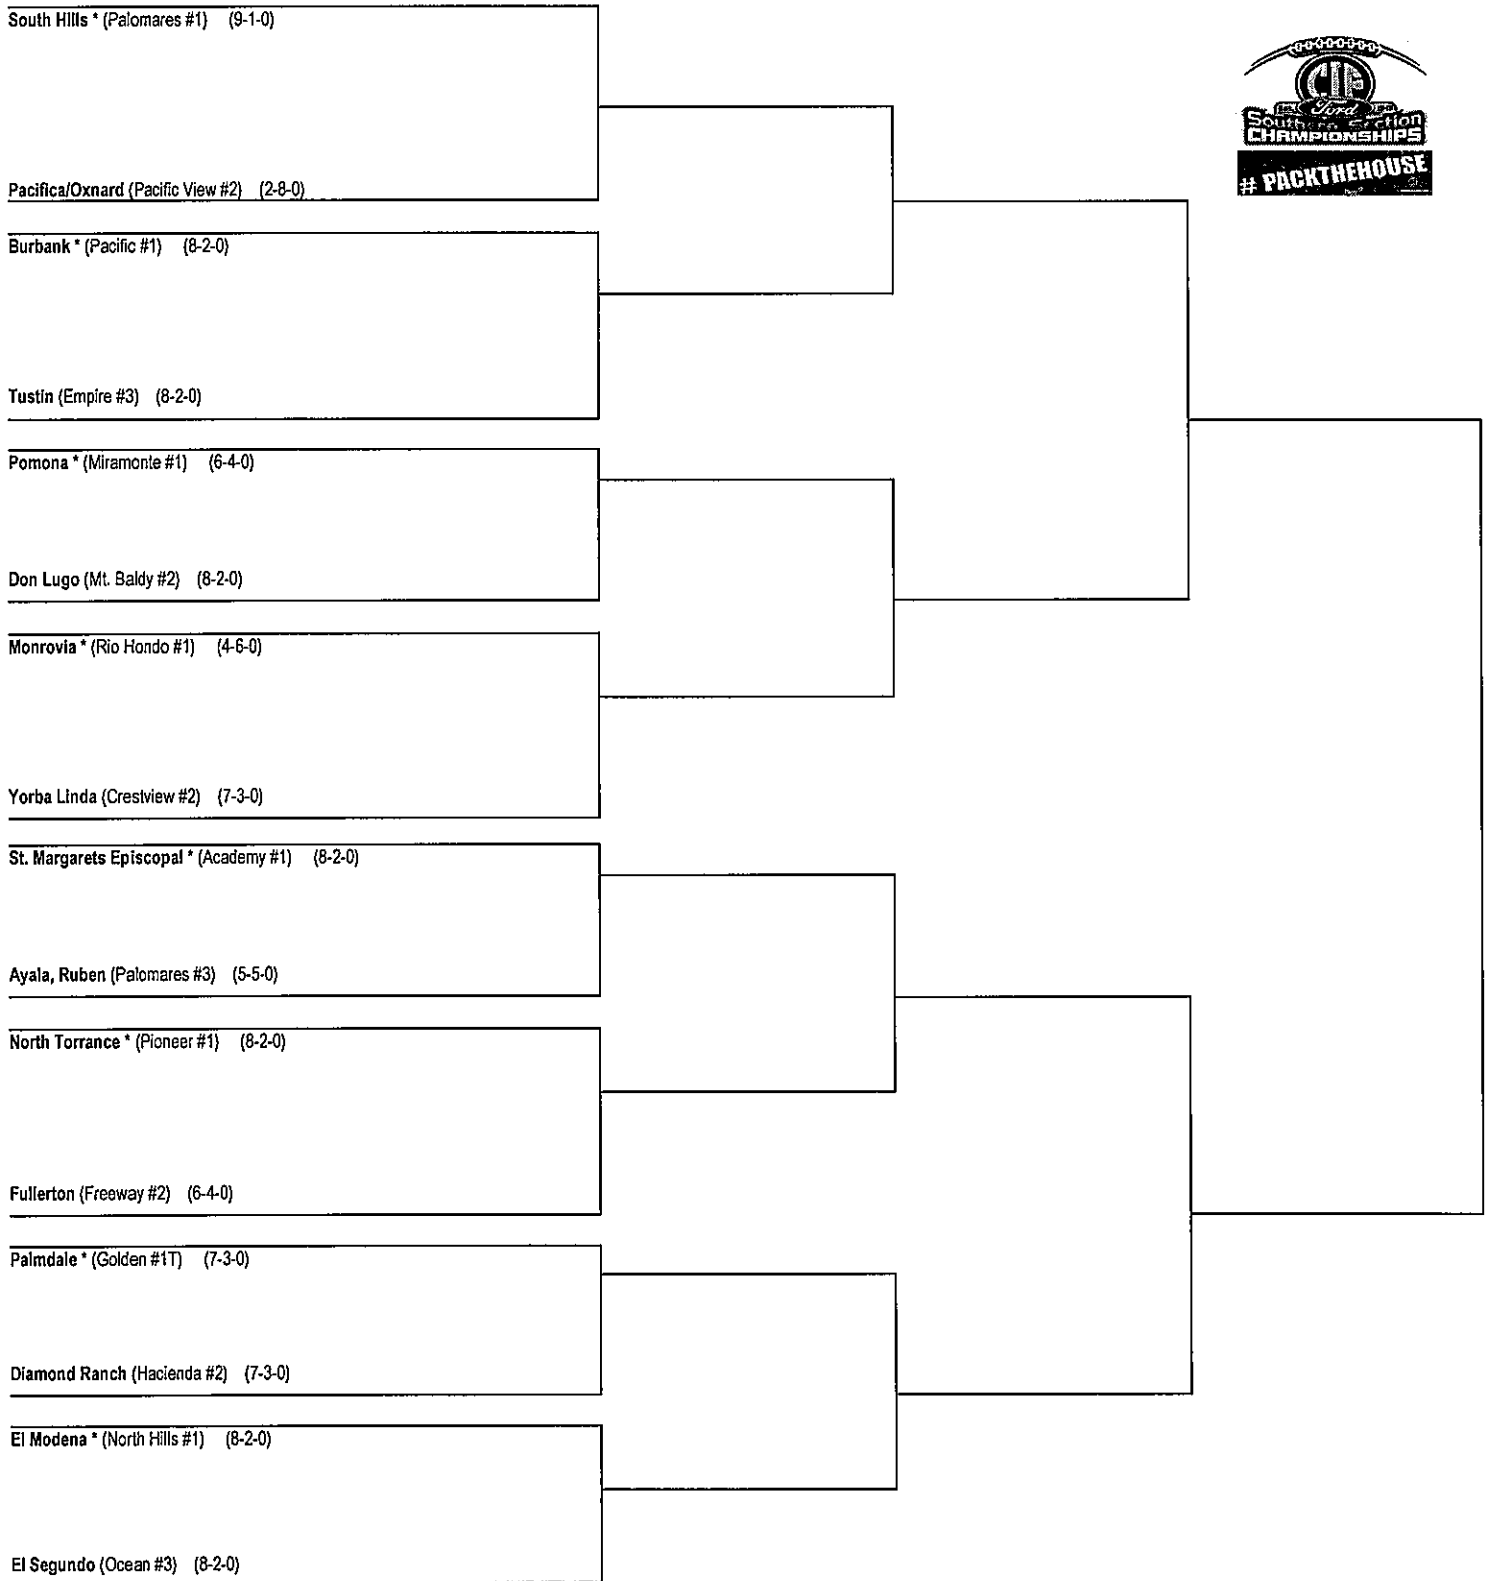 South Hills * (Palomares #1) (9-1-0)
CIF
Ford
Southern Section
CHAMPIONSHIPS
# PACKTHEHOUSE
Pacifica/Oxnard (Pacific View #2) (2-8-0)
Burbank * (Pacific #1) (8-2-0)
Tustin (Empire #3) (8-2-0)
Pomona * (Miramonte #1) (6-4-0)
Don Lugo (Mt. Baldy #2) (8-2-0)
Monrovia * (Rio Hondo #1) (4-6-0)
Yorba Linda (Crestview #2) (7-3-0)
St. Margarets Episcopal * (Academy #1) (8-2-0)
Ayala, Ruben (Palomares #3) (5-5-0)
North Torrance * (Pioneer #1) (8-2-0)
Fullerton (Freeway #2) (6-4-0)
Palmdale * (Golden #1T) (7-3-0)
Diamond Ranch (Hacienda #2) (7-3-0)
El Modena * (North Hills #1) (8-2-0)
El Segundo (Ocean #3) (8-2-0)